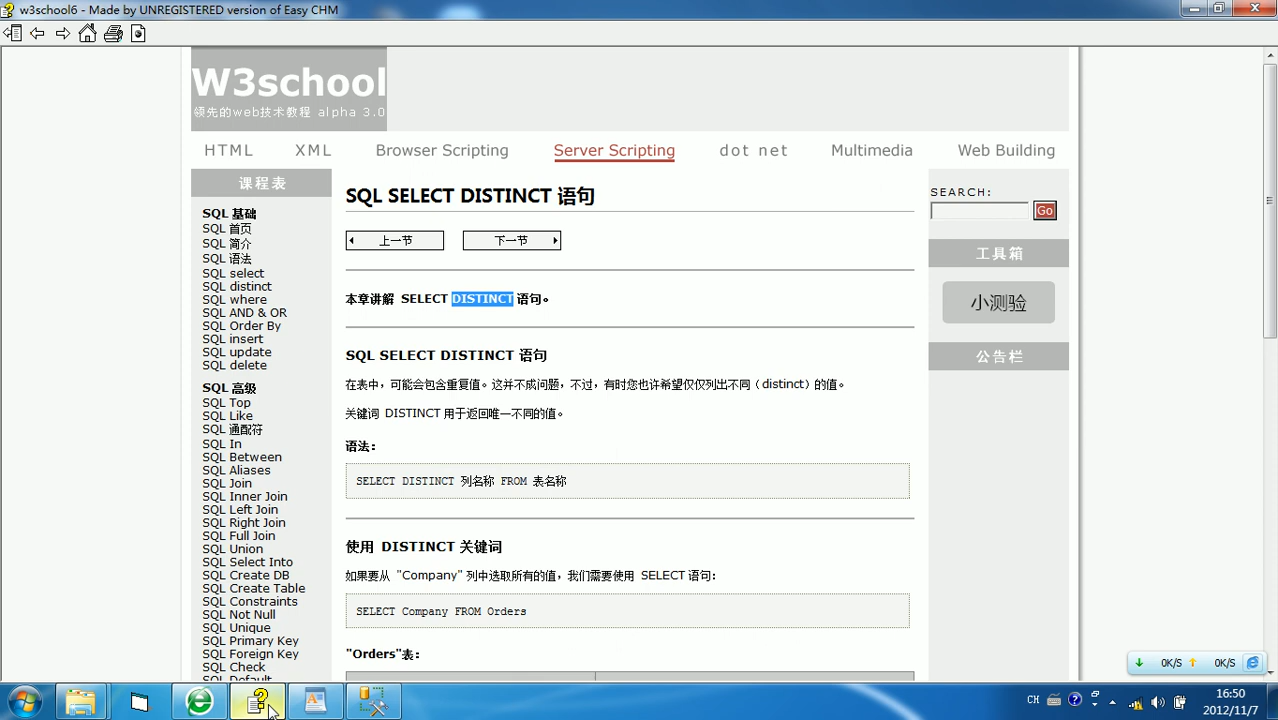 w3school6 - Made by UNREGISTERED version of Easy CHM
W3school
领先的web技术教程 alpha 3.0
HTML XML Browser Scripting Server Scripting dot net Multimedia Web Building
课程表
SQL 基础
SQL 首页
SQL 简介
SQL 语法
SQL select
SQL distinct
SQL where
SQL AND & OR
SQL Order By
SQL insert
SQL update
SQL delete
SQL 高级
SQL Top
SQL Like
SQL 通配符
SQL In
SQL Between
SQL Aliases
SQL Join
SQL Inner Join
SQL Left Join
SQL Right Join
SQL Full Join
SQL Union
SQL Select Into
SQL Create DB
SQL Create Table
SQL Constraints
SQL Not Null
SQL Unique
SQL Primary Key
SQL Foreign Key
SQL Check
SQL Default
SQL SELECT DISTINCT 语句
上一节 下一节
本章讲解 SELECT DISTINCT 语句。
SQL SELECT DISTINCT 语句
在表中，可能会包含重复值。这并不成问题，不过，有时您也许希望仅仅列出不同（distinct）的值。
关键词 DISTINCT 用于返回唯一不同的值。
语法：
SELECT DISTINCT 列名称 FROM 表名称
使用 DISTINCT 关键词
如果要从 "Company" 列中选取所有的值，我们需要使用 SELECT 语句：
SELECT Company FROM Orders
"Orders"表：
SEARCH:
Go
工具箱
小测验
公告栏
0K/S 0K/S
CH
16:50
2012/11/7